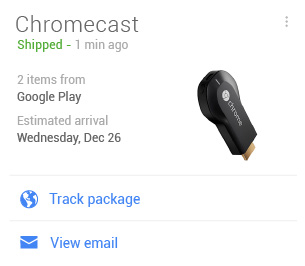 Chromecast
Shipped - 1 min ago
2 items from
Google Play
Estimated arrival
Wednesday, Dec 26
chrome
Track package
View email